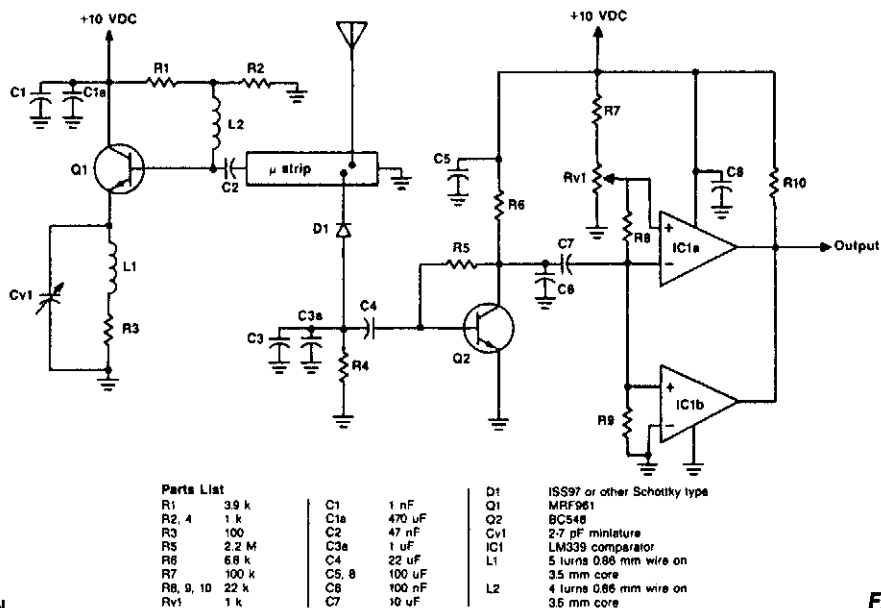 +10 VDC
+10 VDC
R1
R2
C1
C1a
L2
R7
Q1
C2
μ strip
C5
R6
Rv1
C8
R10
D1
R8
+
IC1a
−
Output
R5
C7
C6
L1
Cv1
C4
R3
C3
C3a
R4
Q2
+
IC1b
−
R9
Parts List
R1 3.9 k
R2, 4 1 k
R3 100
R5 2.2 M
R6 6.8 k
R7 100 k
R8, 9, 10 22 k
Rv1 1 k
C1 1 nF
C1a 470 uF
C2 47 nF
C3a 1 uF
C4 22 uF
C5, 8 100 uF
C6 100 nF
C7 10 uF
D1 ISS97 or other Schottky type
Q1 MRF961
Q2 BC548
Cv1 2-7 pF miniature
IC1 LM339 comparator
L1 5 turns 0.86 mm wire on
3.5 mm core
L2 4 turns 0.86 mm wire on
3.5 mm core